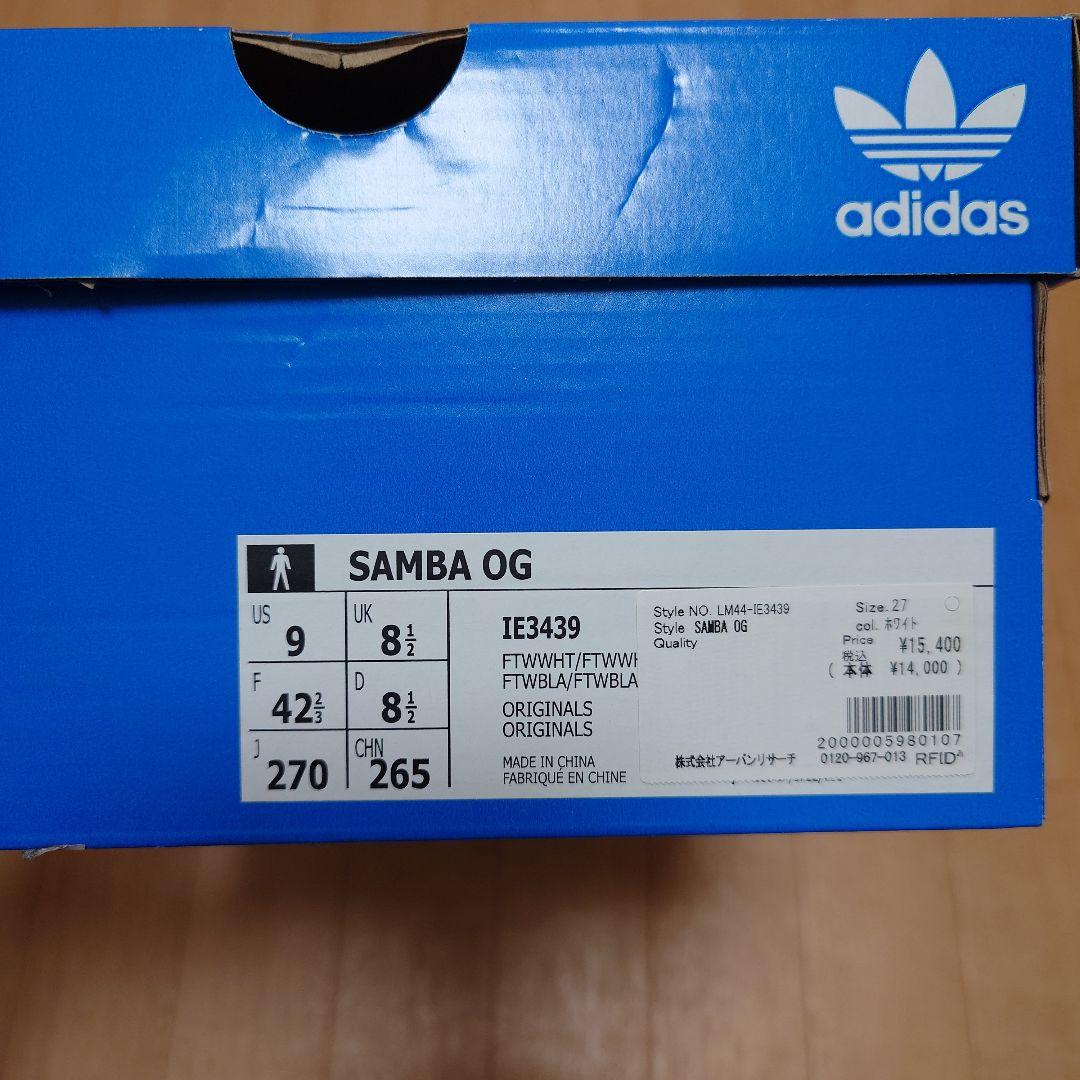 adidas
SAMBA OG
US 9
UK 8 1/2
F 42 2/3
D 8 1/2
J 270
CHN 265
IE3439
FTWWHT/FTWWH
FTWBLA/FTWBLA
ORIGINALS
ORIGINALS
MADE IN CHINA
FABRIQUÉ EN CHINE
Style NO. LM44-IE3439
Style SAMBA OG
Quality
Size. 27
col. ホワイト
Price ¥15,400
税込
( 本体 ¥14,000 )
2000005980107
株式会社アーバンリサーチ 0120-967-013 RFID